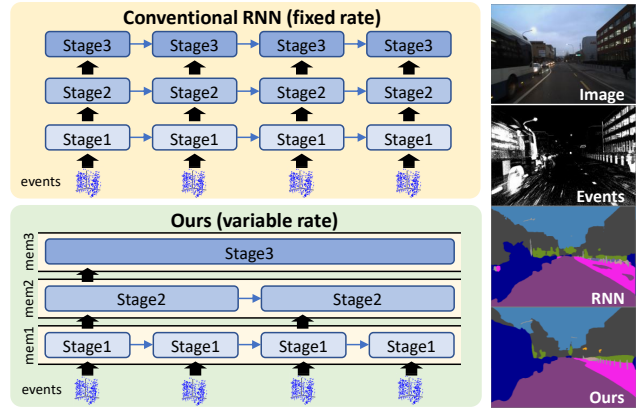 Conventional RNN (fixed rate)
Stage3 Stage3 Stage3 Stage3
Stage2 Stage2 Stage2 Stage2
Stage1 Stage1 Stage1 Stage1
events
Ours (variable rate)
mem3
Stage3
mem2
Stage2 Stage2
mem1
Stage1 Stage1 Stage1 Stage1
events
Image
Events
RNN
Ours